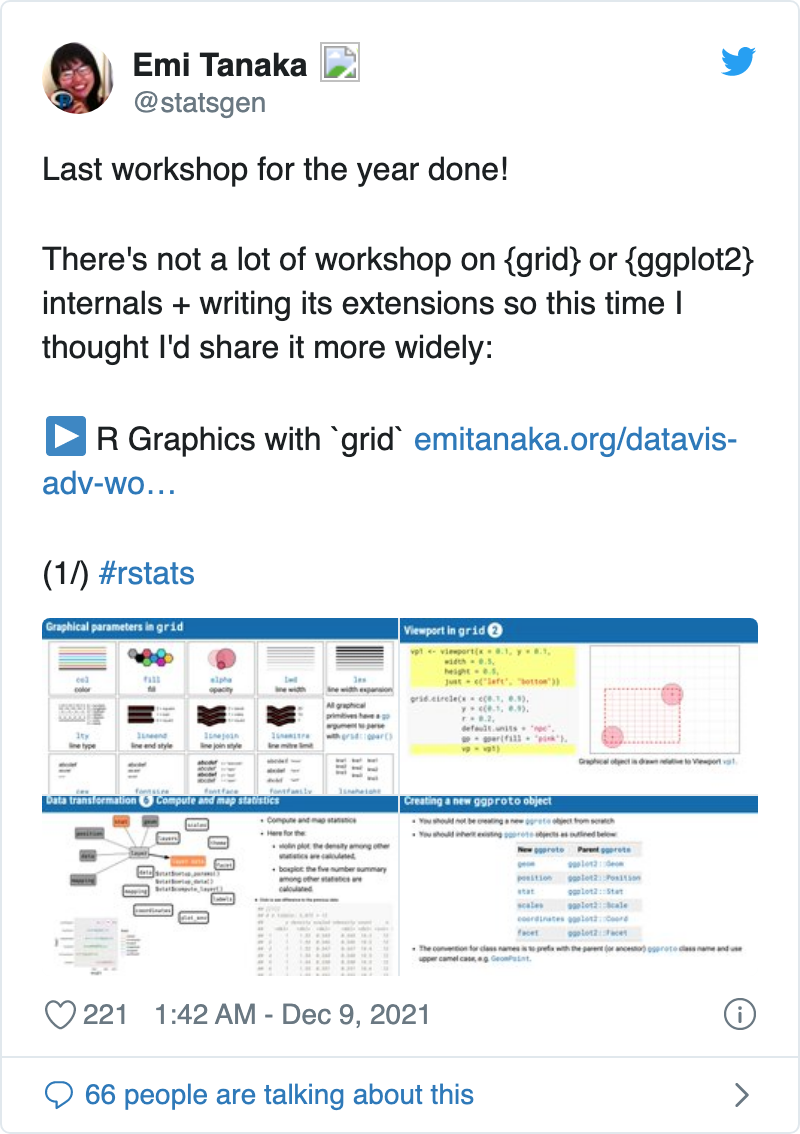 Emi Tanaka
@statsgen
Last workshop for the year done!
There's not a lot of workshop on {grid} or {ggplot2}
internals + writing its extensions so this time I
thought I'd share it more widely:
R Graphics with `grid` emitanaka.org/datavis-
adv-wo…
(1/) #rstats
Graphical parameters in grid
col fill alpha lwd lex
color fill opacity line width line width expansion
lty lineend linejoin linemitre
line type line end style line join style line mitre limit
All graphical
primitives have a gp
argument to parse
with grid::gpar()
cex fontsize fontface fontfamily lineheight
Viewport in grid 2
vp1 <- viewport(x = 0.1, y = 0.1,
width = 0.5,
height = 0.5,
just = c("left", "bottom"))
grid.circle(x = c(0.1, 0.9),
y = c(0.1, 0.9),
r = 0.2,
default.units = "npc",
gp = gpar(fill = "pink"),
vp = vp1)
Graphical object is drawn relative to Viewport vp1.
Data transformation 6 Compute and map statistics
stat geom scales
position layers theme
data layer layer data facet
mapping data $stat$setup_params()
$stat$setup_data()
mapping $stat$compute_layer()
labels
coordinates plot_env
• Compute and map statistics
• Here for the:
• violin plot: the density among other
statistics are calculated,
• boxplot: the five number summary
among other statistics are
calculated.
Creating a new ggproto object
• You should not be creating a new ggproto object from scratch
• You should inherit existing ggproto objects as outlined below:
New ggproto Parent ggproto
geom ggplot2::Geom
position ggplot2::Position
stat ggplot2::Stat
scales ggplot2::Scale
coordinates ggplot2::Coord
facet ggplot2::Facet
• The convention for class names is to prefix with the parent (or ancestor) ggproto class name and use
upper camel case, e.g. GeomPoint.
221 1:42 AM - Dec 9, 2021
66 people are talking about this